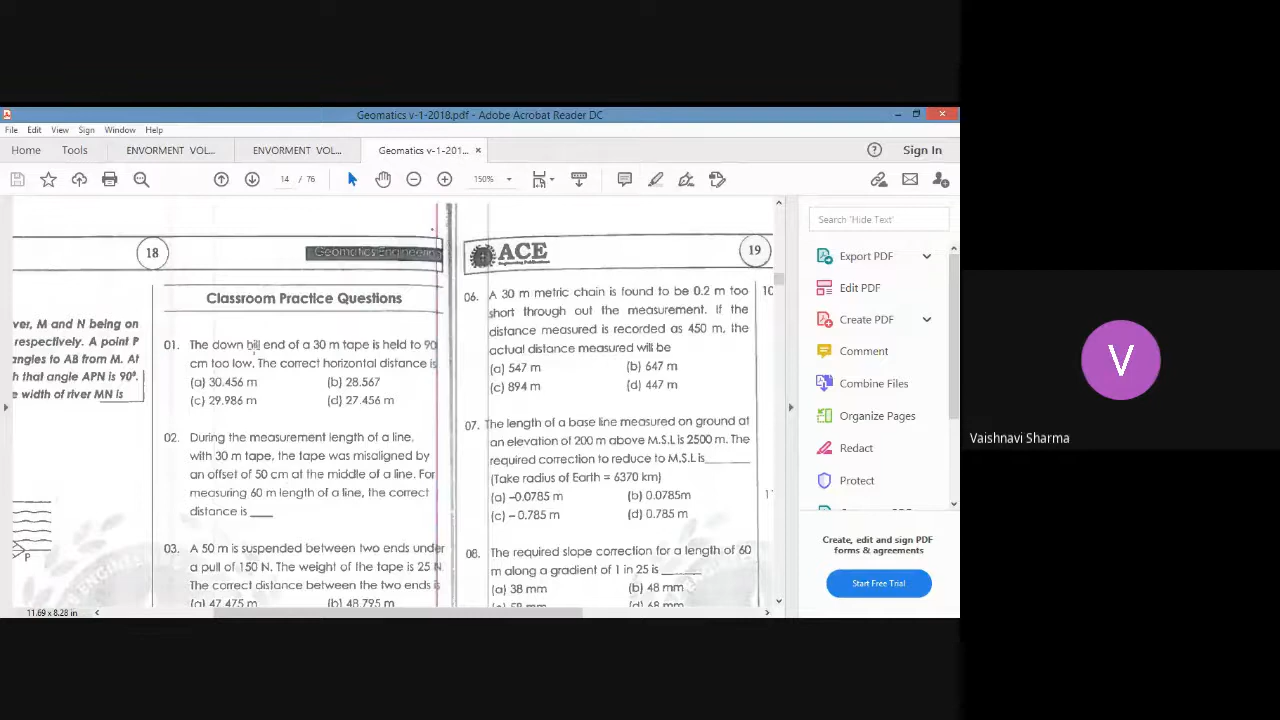 Geomatics v-1-2018.pdf - Adobe Acrobat Reader DC
File Edit View Sign Window Help
Home Tools ENVORMENT VOL... ENVORMENT VOL... Geomatics v-1-201... × Sign In
14 / 76 150%
18 Geomatics Engineering
ver, M and N being on
respectively. A point P
angles to AB from M. At
h that angle APN is 90°.
e width of river MN is
P
Classroom Practice Questions
01. The down hill end of a 30 m tape is held to 90
cm too low. The correct horizontal distance is
(a) 30.456 m (b) 28.567
(c) 29.986 m (d) 27.456 m
02. During the measurement length of a line,
with 30 m tape, the tape was misaligned by
an offset of 50 cm at the middle of a line. For
measuring 60 m length of a line, the correct
distance is ___
03. A 50 m is suspended between two ends under
a pull of 150 N. The weight of the tape is 25 N.
The correct distance between the two ends is
(a) 47.475 m (b) 48.795 m
ACE
Engineering Publications
19
06. A 30 m metric chain is found to be 0.2 m too
short through out the measurement. If the
distance measured is recorded as 450 m, the
actual distance measured will be
(a) 547 m (b) 647 m
(c) 894 m (d) 447 m
07. The length of a base line measured on ground at
an elevation of 200 m above M.S.L is 2500 m. The
required correction to reduce to M.S.L is______
(Take radius of Earth = 6370 km)
(a) –0.0785 m (b) 0.0785m
(c) – 0.785 m (d) 0.785 m
08. The required slope correction for a length of 60
m along a gradient of 1 in 25 is______
(a) 38 mm (b) 48 mm
(d) 68 mm
10
11.69 x 8.28 in
Search 'Hide Text'
Export PDF
Edit PDF
Create PDF
Comment
Combine Files
Organize Pages
Redact
Protect
Create, edit and sign PDF
forms & agreements
Start Free Trial
V
Vaishnavi Sharma